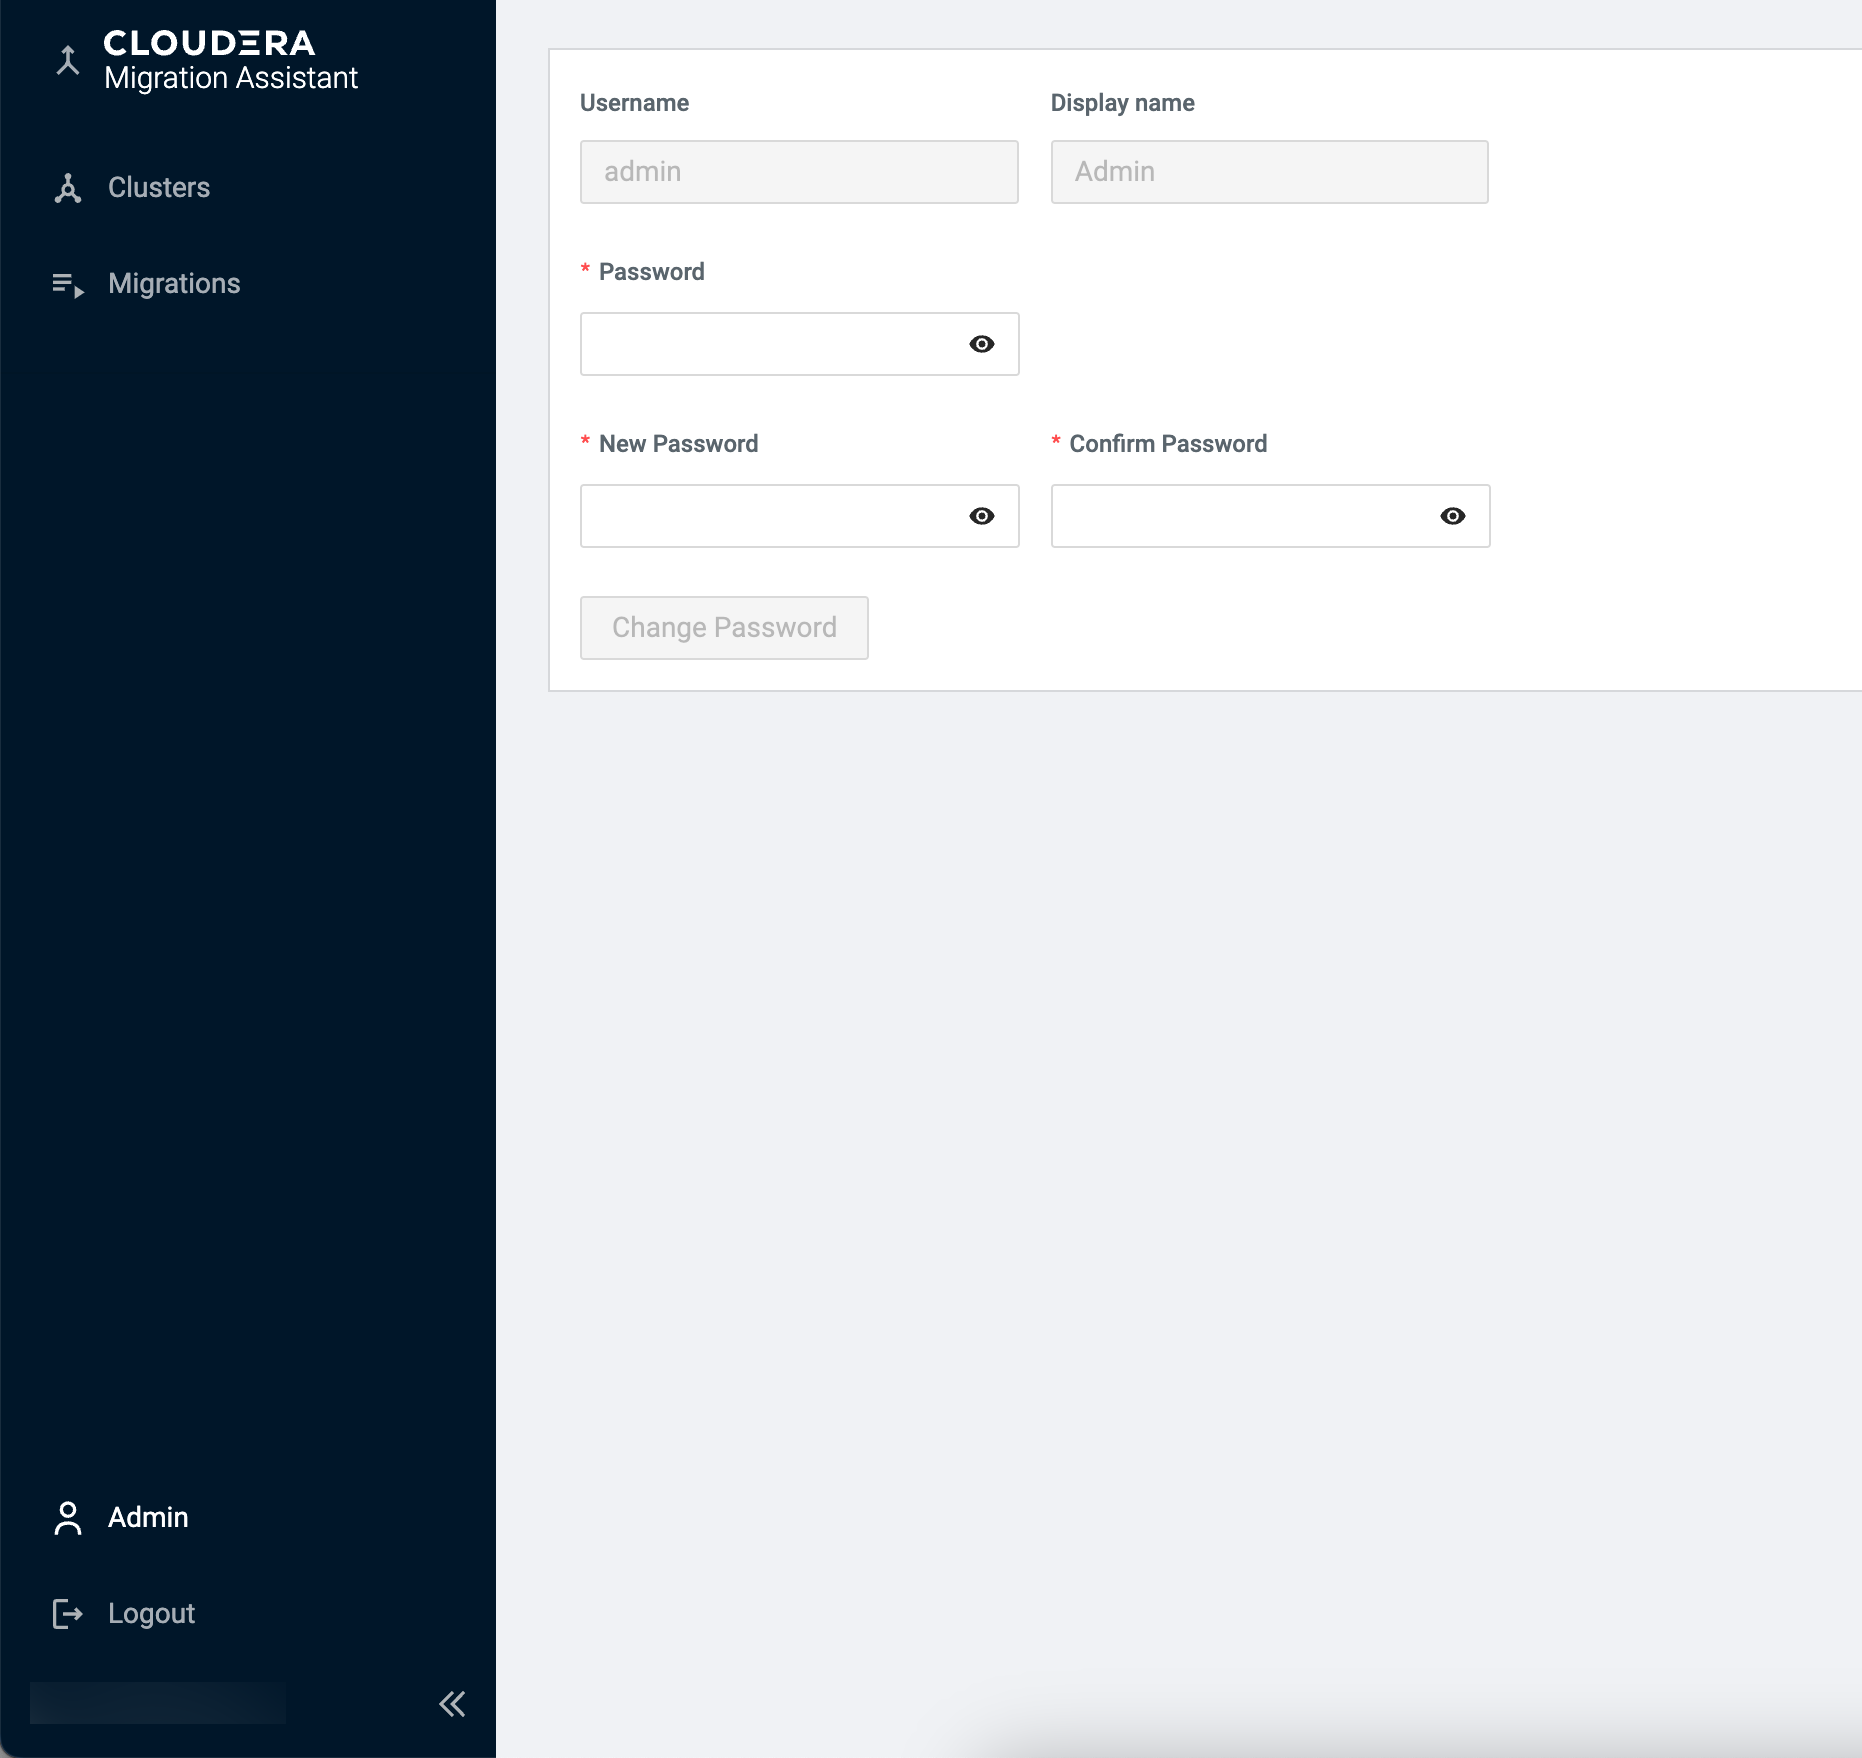 CLOUDERA
Migration Assistant
Clusters
Migrations
Admin
Logout
Username
Display name
admin
Admin
* Password
* New Password
* Confirm Password
Change Password